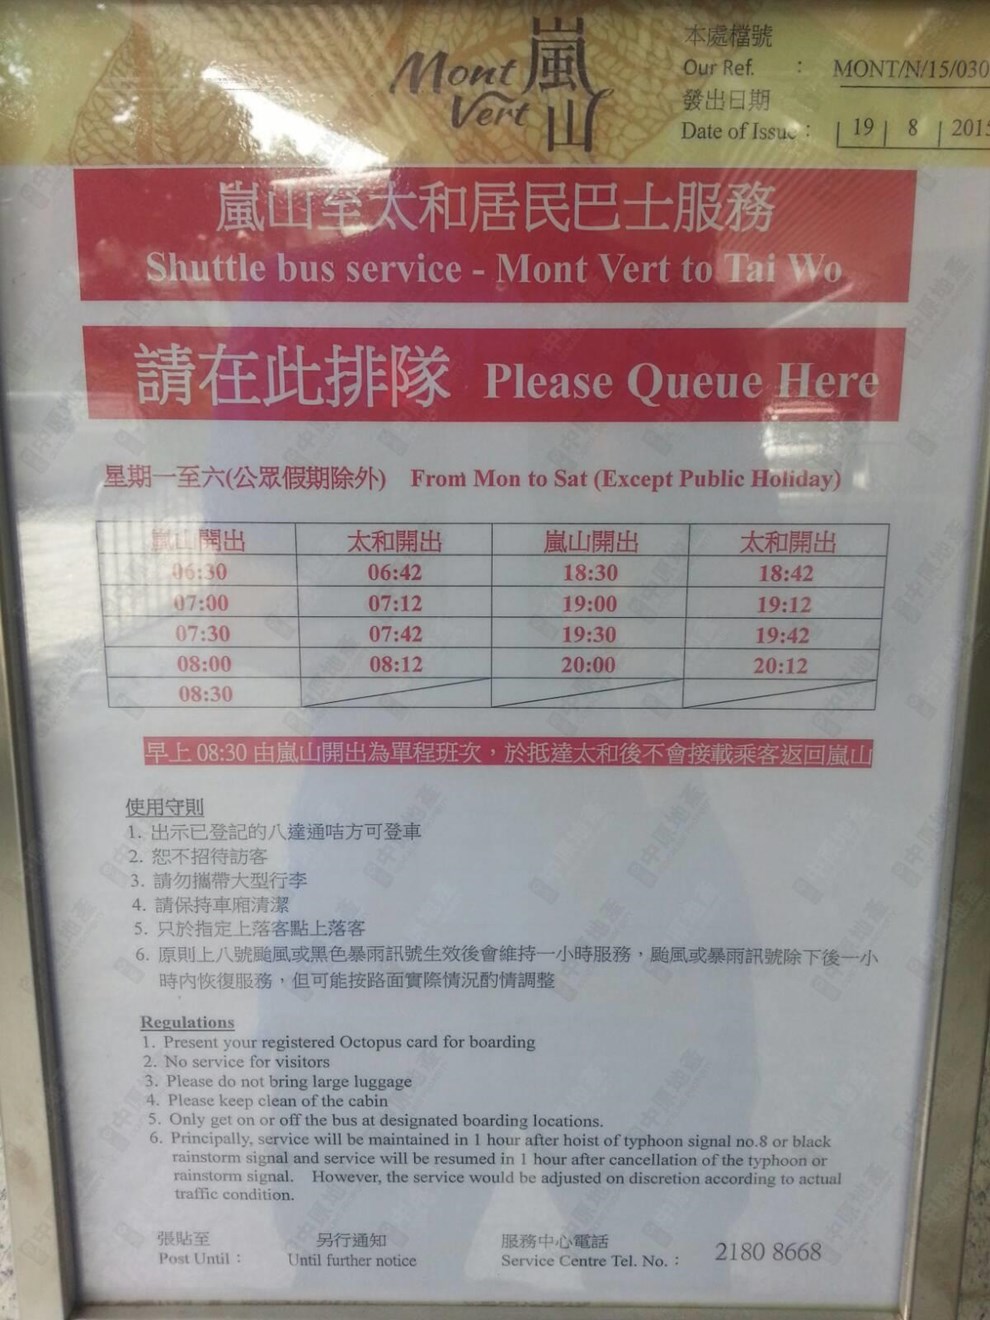 Mont Vert 嵐山
本處檔號
Our Ref. : MONT/N/15/030
發出日期
Date of Issue : 19 8 2015
嵐山至太和居民巴士服務
Shuttle bus service - Mont Vert to Tai Wo
請在此排隊 Please Queue Here
星期一至六(公眾假期除外) From Mon to Sat (Except Public Holiday)
嵐山開出 太和開出 嵐山開出 太和開出
06:30 06:42 18:30 18:42
07:00 07:12 19:00 19:12
07:30 07:42 19:30 19:42
08:00 08:12 20:00 20:12
08:30
早上 08:30 由嵐山開出為單程班次，於抵達太和後不會接載乘客返回嵐山
使用守則
1. 出示已登記的八達通咭方可登車
2. 恕不招待訪客
3. 請勿攜帶大型行李
4. 請保持車廂清潔
5. 只於指定上落客點上落客
6. 原則上八號颱風或黑色暴雨訊號生效後會維持一小時服務，颱風或暴雨訊號除下後一小
時內恢復服務，但可能按路面實際情況酌情調整
Regulations
1. Present your registered Octopus card for boarding
2. No service for visitors
3. Please do not bring large luggage
4. Please keep clean of the cabin
5. Only get on or off the bus at designated boarding locations.
6. Principally, service will be maintained in 1 hour after hoist of typhoon signal no.8 or black
rainstorm signal and service will be resumed in 1 hour after cancellation of the typhoon or
rainstorm signal. However, the service would be adjusted on discretion according to actual
traffic condition.
張貼至 另行通知 服務中心電話
Post Until : Until further notice Service Centre Tel. No. : 2180 8668
中原地產